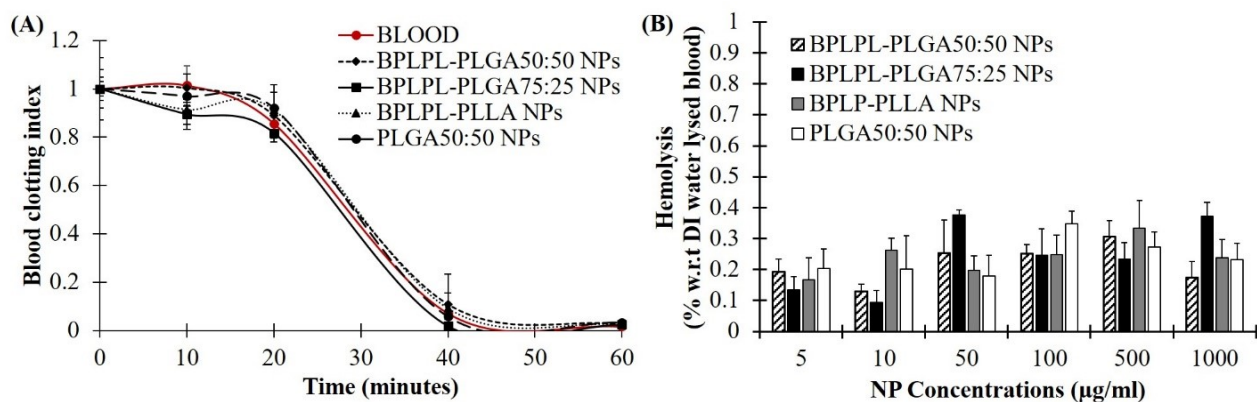 (A)
Blood clotting index
1.2
1
0.8
0.6
0.4
0.2
0
0 10 20 30 40 50 60
Time (minutes)
BLOOD
BPLPL-PLGA50:50 NPs
BPLPL-PLGA75:25 NPs
BPLPL-PLLA NPs
PLGA50:50 NPs
(B)
Hemolysis
(% w.r.t DI water lysed blood)
1
0.9
0.8
0.7
0.6
0.5
0.4
0.3
0.2
0.1
0
5 10 50 100 500 1000
NP Concentrations (µg/ml)
BPLPL-PLGA50:50 NPs
BPLPL-PLGA75:25 NPs
BPLP-PLLA NPs
PLGA50:50 NPs